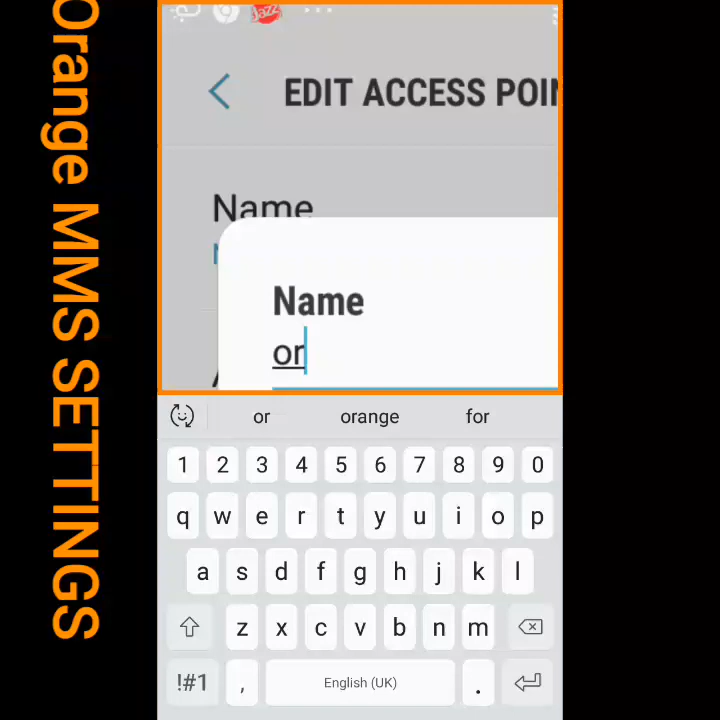 Orange MMS SETTINGS
Jazz
EDIT ACCESS POIN
Name
Name
or
or orange for
1 2 3 4 5 6 7 8 9 0
q w e r t y u i o p
a s d f g h j k l
z x c v b n m
!#1 , English (UK) .